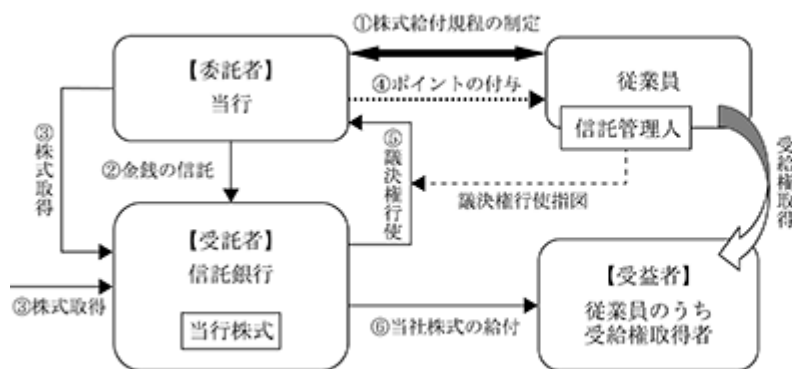 ①株式給付規程の制定
【委託者】
当行
従業員
④ポイントの付与
信託管理人
③株式取得
②金銭の信託
⑤議決権行使
議決権行使指図
受給権取得
【受託者】
信託銀行
当行株式
③株式取得
⑥当社株式の給付
【受益者】
従業員のうち
受給権取得者